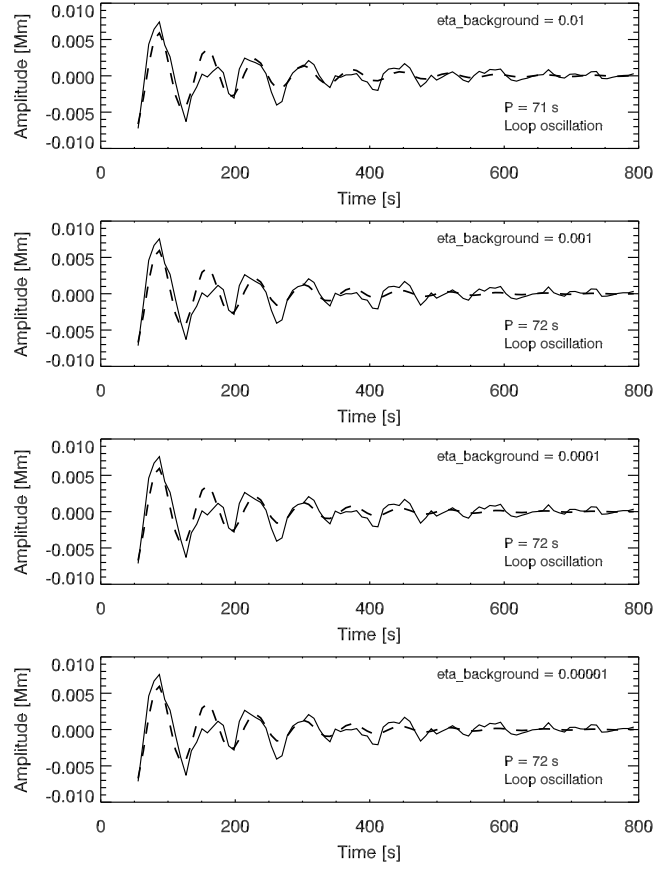 0.010
eta_background = 0.01
0.005
0.000
-0.005
P = 71 s
Loop oscillation
-0.010
Amplitude [Mm]
0 200 400 600 800
Time [s]
0.010
eta_background = 0.001
0.005
0.000
-0.005
P = 72 s
Loop oscillation
-0.010
Amplitude [Mm]
0 200 400 600 800
Time [s]
0.010
eta_background = 0.0001
0.005
0.000
-0.005
P = 72 s
Loop oscillation
-0.010
Amplitude [Mm]
0 200 400 600 800
Time [s]
0.010
eta_background = 0.00001
0.005
0.000
-0.005
P = 72 s
Loop oscillation
-0.010
Amplitude [Mm]
0 200 400 600 800
Time [s]